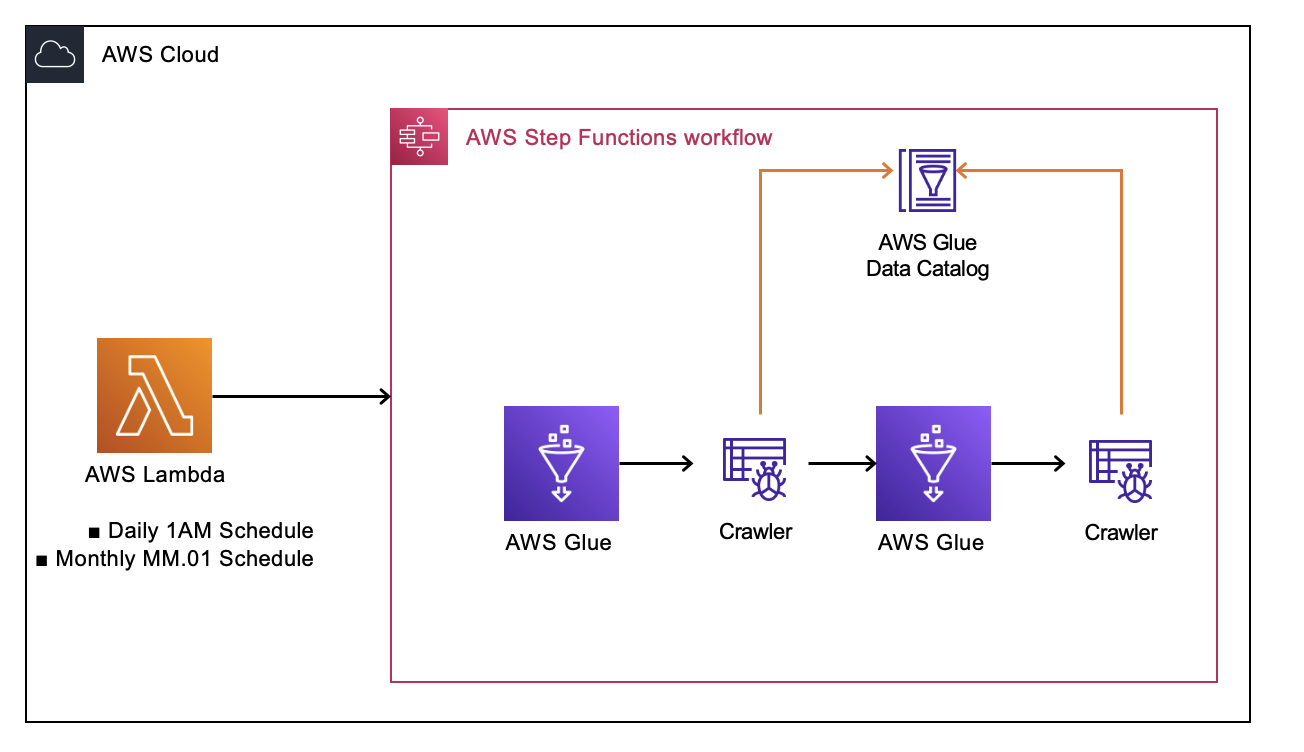 AWS Cloud
AWS Step Functions workflow
AWS Glue
Data Catalog
AWS Lambda
■ Daily 1AM Schedule
■ Monthly MM.01 Schedule
AWS Glue
Crawler
AWS Glue
Crawler